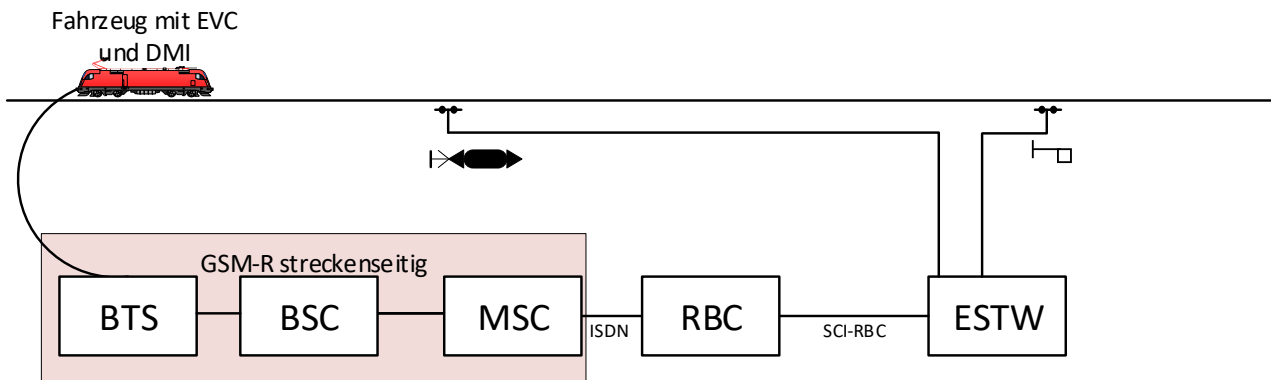 Fahrzeug mit EVC
und DMI
GSM-R streckenseitig
BTS
BSC
MSC
ISDN
RBC
SCI-RBC
ESTW